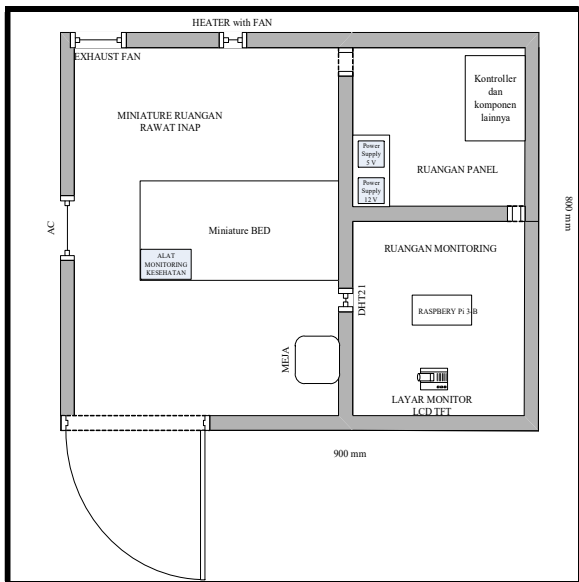 HEATER with FAN
EXHAUST FAN
MINIATURE RUANGAN
RAWAT INAP
Kontroller
dan
komponen
lainnya
Power
Supply
5 V
Power
Supply
12 V
RUANGAN PANEL
AC
Miniature BED
ALAT
MONITORING
KESEHATAN
RUANGAN MONITORING
DHT21
RASPBERY Pi 3-B
MEJA
LAYAR MONITOR
LCD TFT
800 mm
900 mm